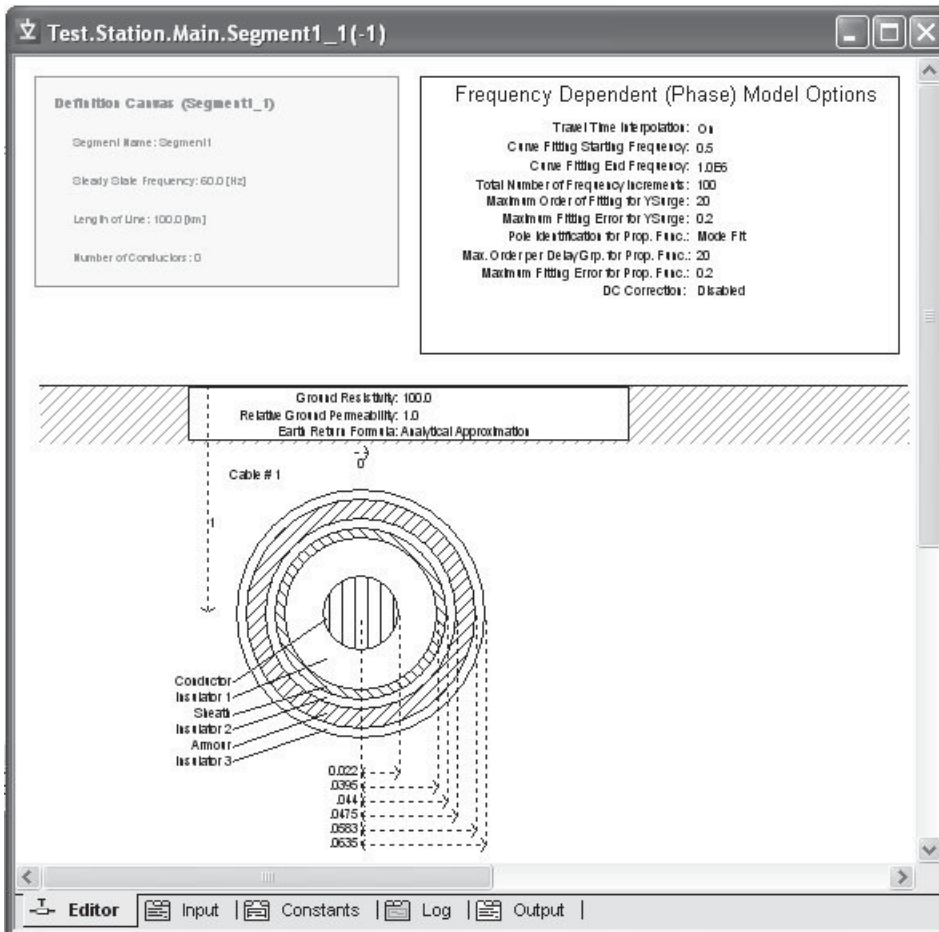 Test.Station.Main.Segment1_1(-1)
Definition Canvas (Segment1_1)
Segment Name: Segment1
Steady State Frequency: 60.0 [Hz]
Length of Line: 100.0 [km]
Number of Conductors: 0
Frequency Dependent (Phase) Model Options
Travel Time Interpolation: On
Curve Fitting Starting Frequency: 0.5
Curve Fitting End Frequency: 1.0E6
Total Number of Frequency Increments: 100
Maximum Order of Fitting for YSurge: 20
Maximum Fitting Error for YSurge: 0.2
Pole Identification for Prop. Func.: Mode Fit
Max. Order per Delay Grp. for Prop. Func.: 20
Maximum Fitting Error for Prop. Func.: 0.2
DC Correction: Disabled
Ground Resistivity: 100.0
Relative Ground Permeability: 1.0
Earth Return Formula: Analytical Approximation
0
Cable # 1
1
Conductor
Insulator 1
Sheath
Insulator 2
Armour
Insulator 3
0.022
.0395
.044
.0475
.0583
.0635
Editor | Input | Constants | Log | Output |